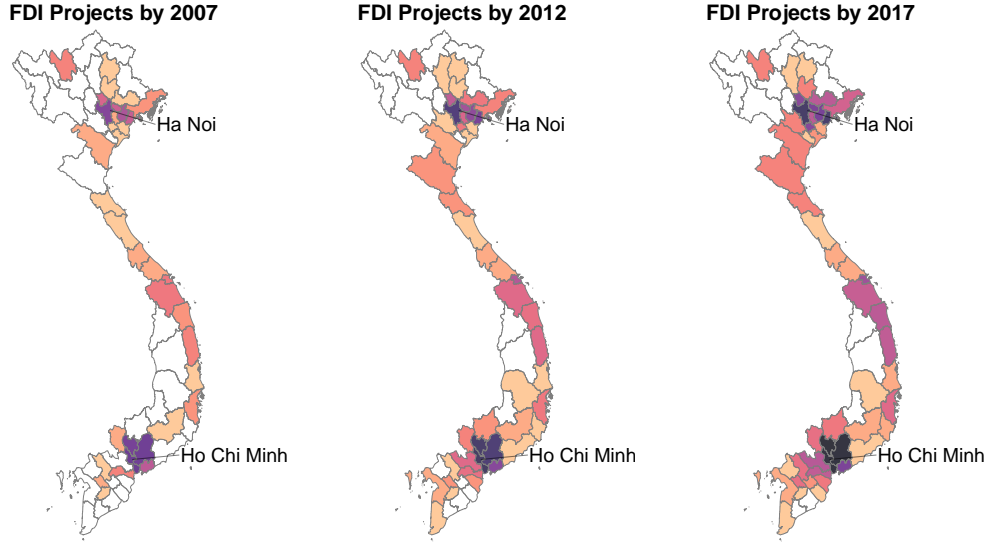 FDI Projects by 2007
FDI Projects by 2012
FDI Projects by 2017
Ha Noi
Ha Noi
Ha Noi
Ho Chi Minh
Ho Chi Minh
Ho Chi Minh